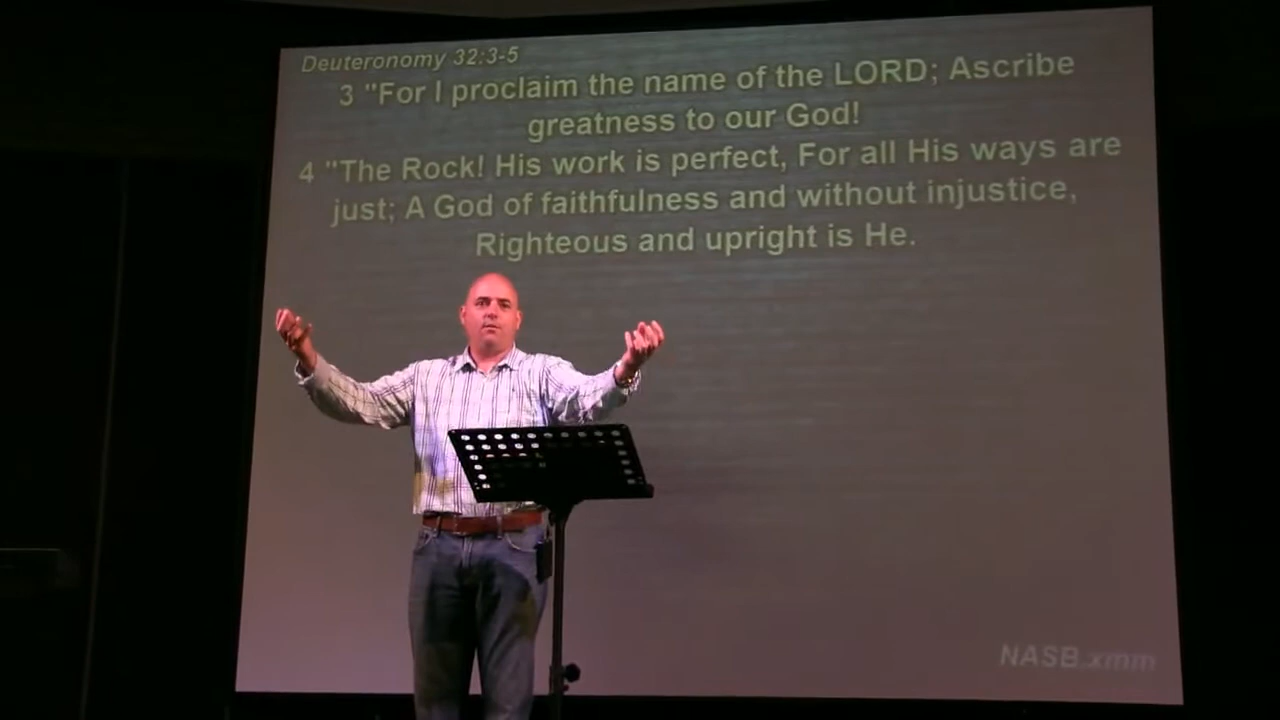 Deuteronomy 32:3-5
3 "For I proclaim the name of the LORD; Ascribe
greatness to our God!
4 "The Rock! His work is perfect, For all His ways are
just; A God of faithfulness and without injustice,
Righteous and upright is He.
NASB.xmm